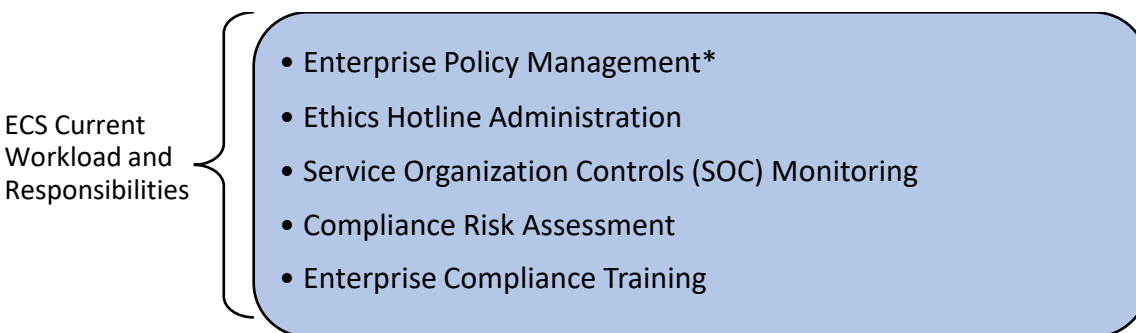 ECS Current
Workload and
Responsibilities
• Enterprise Policy Management*
• Ethics Hotline Administration
• Service Organization Controls (SOC) Monitoring
• Compliance Risk Assessment
• Enterprise Compliance Training